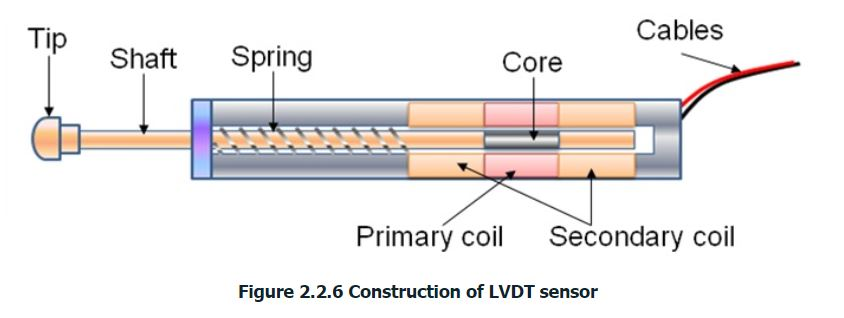 Tip
Shaft
Spring
Core
Cables
Primary coil
Secondary coil
Figure 2.2.6 Construction of LVDT sensor